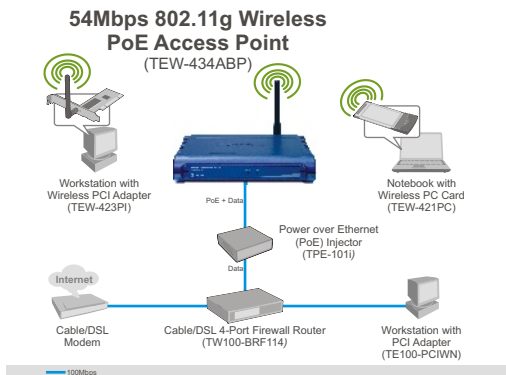 54Mbps 802.11g Wireless
PoE Access Point
(TEW-434ABP)
Workstation with
Wireless PCI Adapter
(TEW-423PI)
Notebook with
Wireless PC Card
(TEW-421PC)
PoE + Data
Power over Ethernet
(PoE) Injector
(TPE-101i)
Data
Internet
Cable/DSL
Modem
Cable/DSL 4-Port Firewall Router
(TW100-BRF114)
Workstation with
PCI Adapter
(TE100-PCIWN)
100Mbps